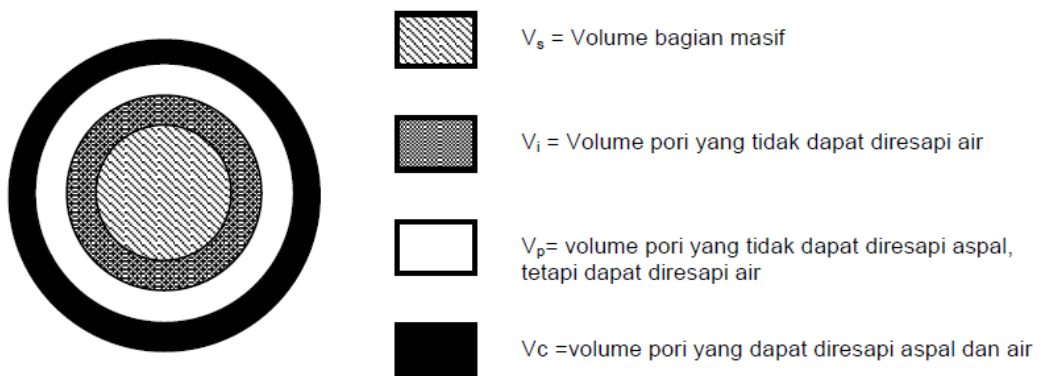 Vₛ = Volume bagian masif
Vᵢ = Volume pori yang tidak dapat diresapi air
Vₚ= volume pori yang tidak dapat diresapi aspal,
tetapi dapat diresapi air
Vc =volume pori yang dapat diresapi aspal dan air